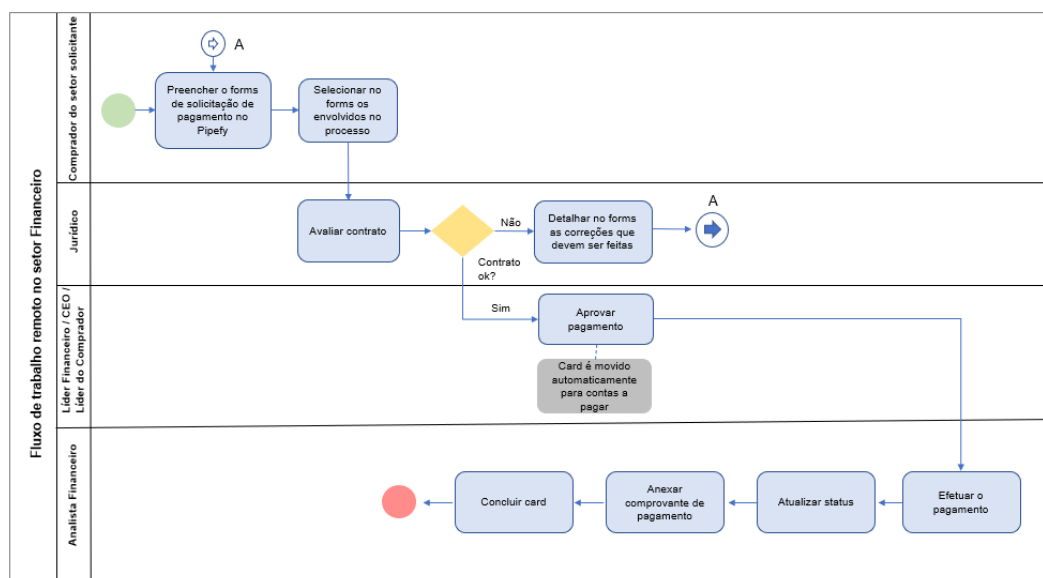 Fluxo de trabalho remoto no setor Financeiro
Comprador do setor solicitante
A
Preencher o forms
de solicitação de
pagamento no
Pipefy
Selecionar no
forms os
envolvidos no
processo
Jurídico
Avaliar contrato
Contrato
ok?
Não
Detalhar no forms
as correções que
devem ser feitas
A
Líder Financeiro / CEO /
Líder do Comprador
Sim
Aprovar
pagamento
Card é movido
automaticamente
para contas a
pagar
Analista Financeiro
Concluir card
Anexar
comprovante de
pagamento
Atualizar status
Efetuar o
pagamento